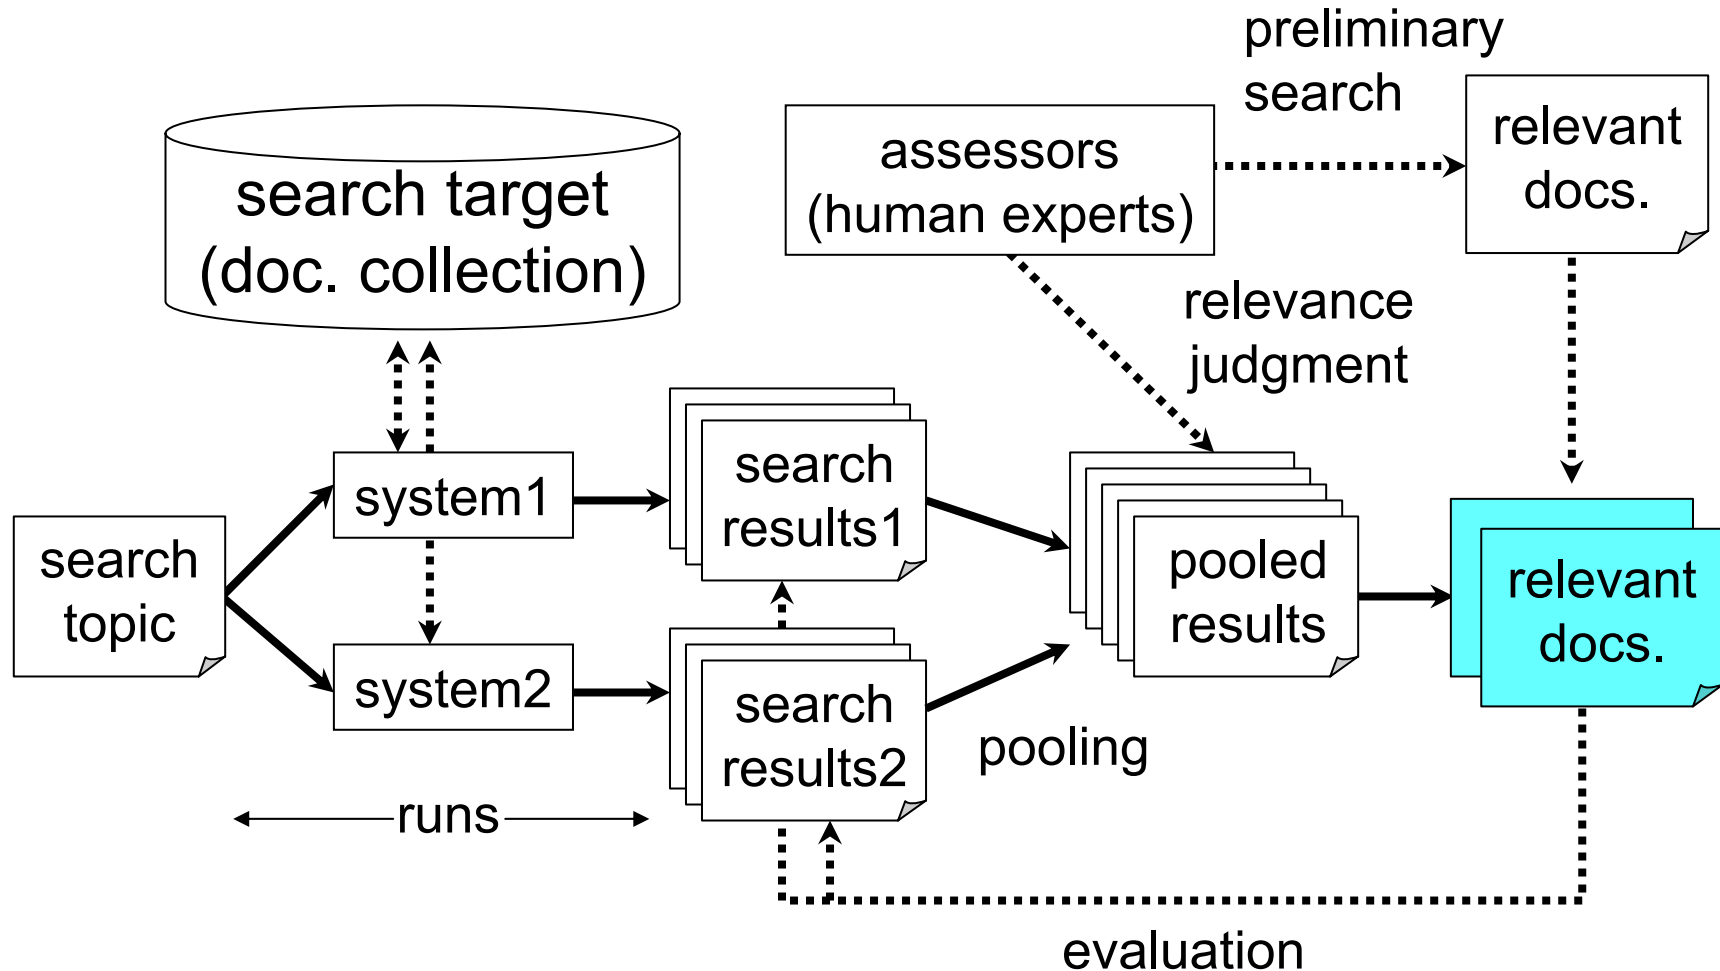 preliminary
search
relevant
docs.
assessors
(human experts)
search target
(doc. collection)
relevance
judgment
system1
search
results1
search
topic
pooled
results
relevant
docs.
system2
search
results2
pooling
runs
evaluation